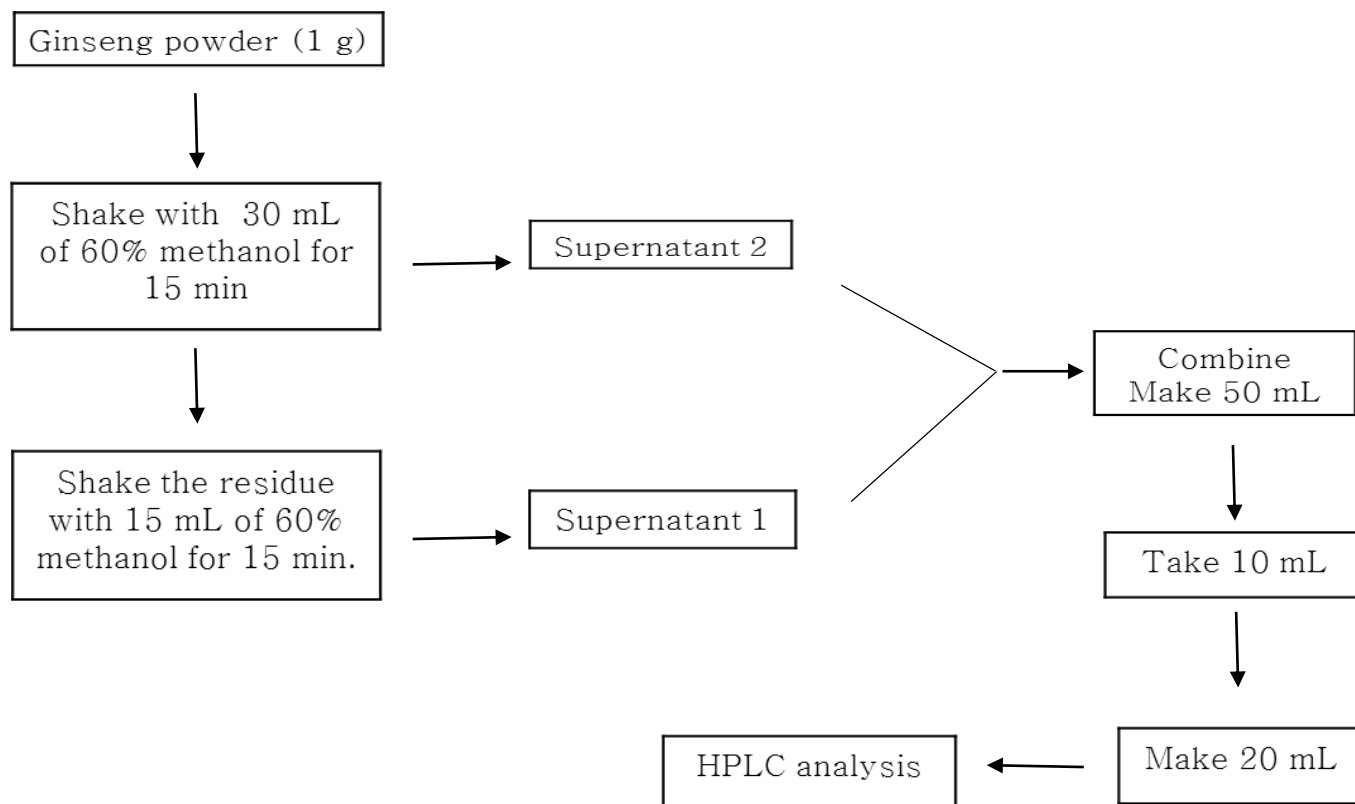 Ginseng powder (1 g)
Shake with 30 mL
of 60% methanol for
15 min
Supernatant 2
Combine
Make 50 mL
Shake the residue
with 15 mL of 60%
methanol for 15 min.
Supernatant 1
Take 10 mL
Make 20 mL
HPLC analysis